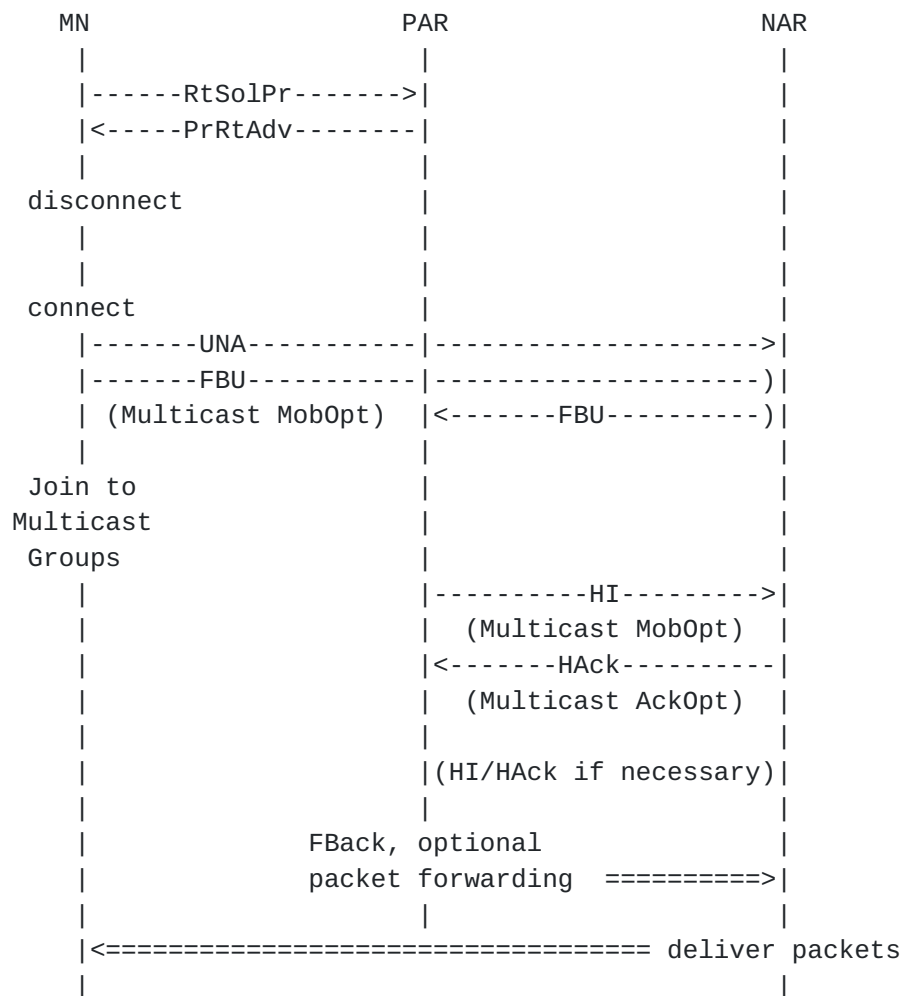 MN PAR NAR
|------RtSolPr------->|
|<-----PrRtAdv--------|
disconnect
connect
|-------UNA-----------|--------------------->|
|-------FBU-----------|---------------------)|
| (Multicast MobOpt) |<-------FBU----------)|
Join to
Multicast
Groups
|----------HI--------->|
(Multicast MobOpt)
|<-------HAck----------|
(Multicast AckOpt)
|(HI/HAck if necessary)|
FBack, optional
packet forwarding ==========>|
|<=================================== deliver packets